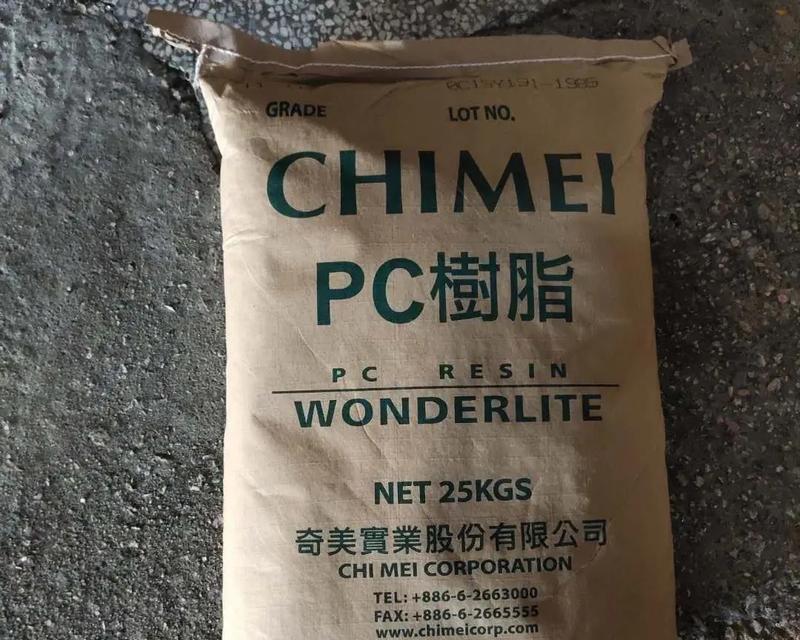 GRADE LOT NO.
CHIMEI
PC樹脂
PC RESIN
WONDERLITE
NET 25KGS
奇美實業股份有限公司
CHI MEI CORPORATION
TEL: +886-6-2663000
FAX: +886-6-2665555
www.chimeicorp.com